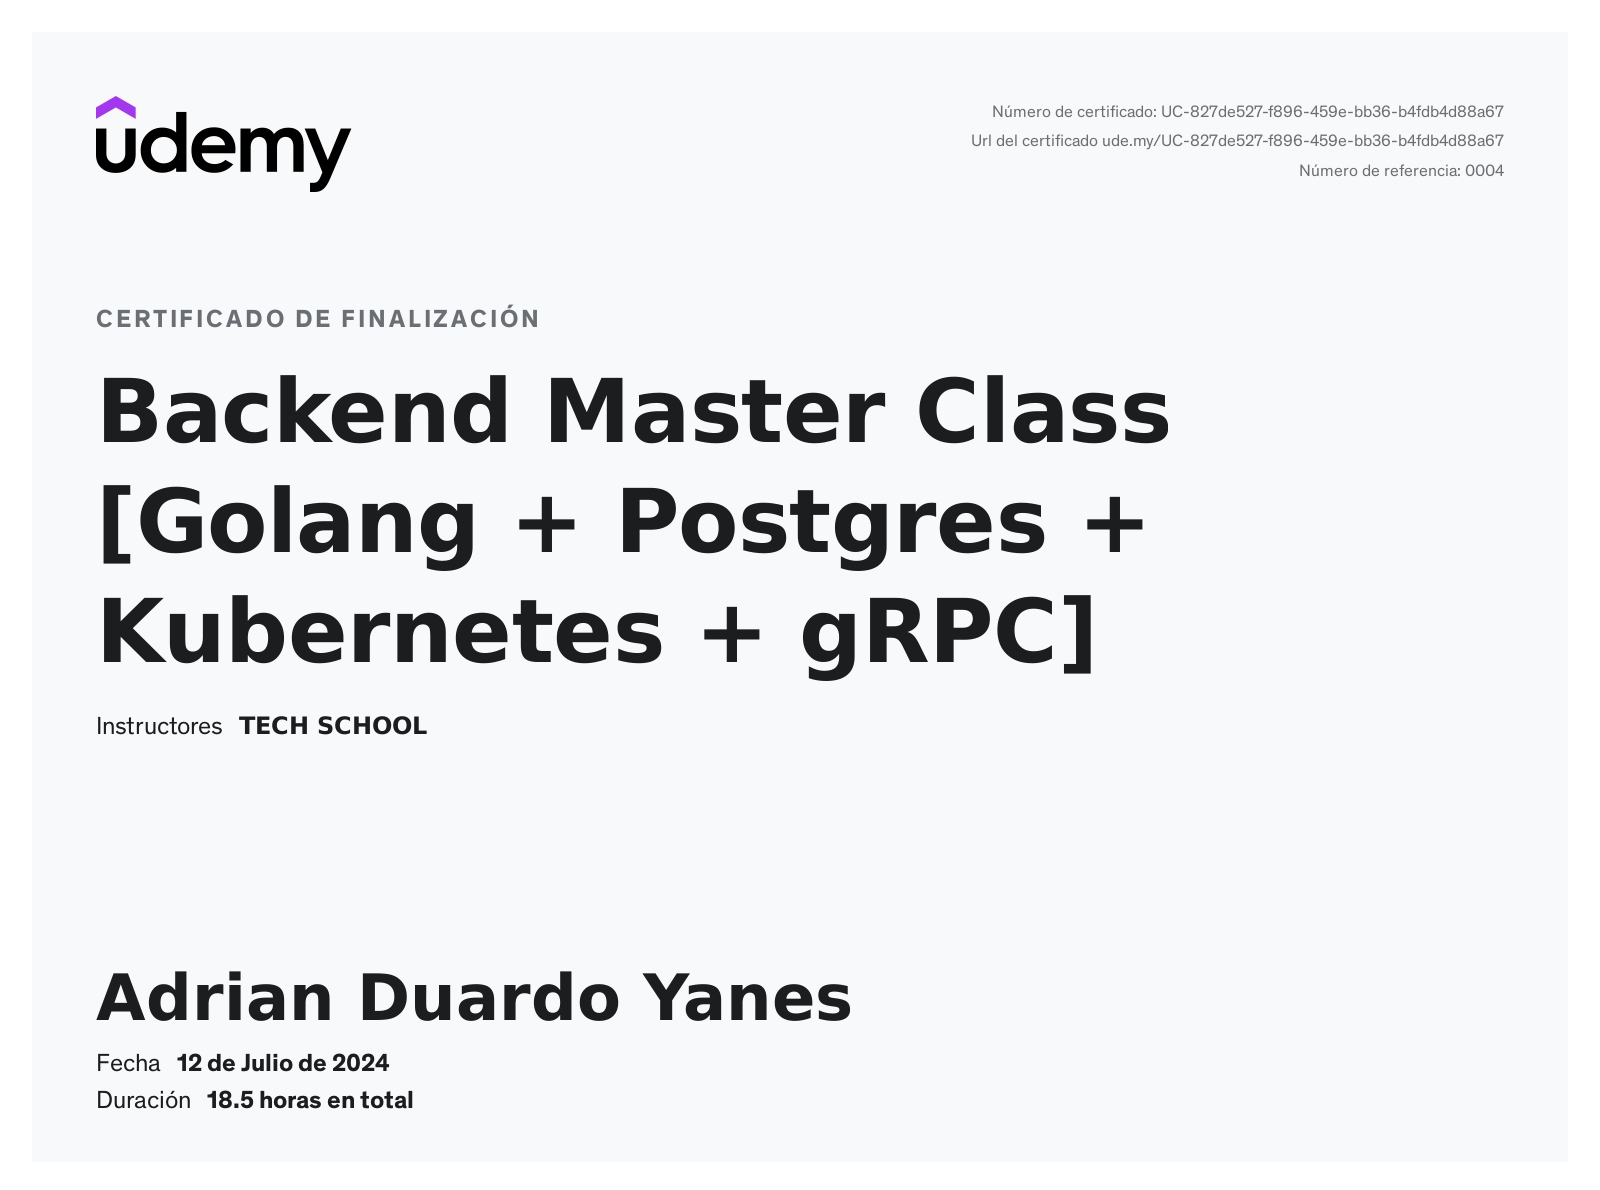 udemy
Número de certificado: UC-827de527-f896-459e-bb36-b4fdb4d88a67
Url del certificado ude.my/UC-827de527-f896-459e-bb36-b4fdb4d88a67
Número de referencia: 0004
CERTIFICADO DE FINALIZACIÓN
Backend Master Class
[Golang + Postgres +
Kubernetes + gRPC]
Instructores TECH SCHOOL
Adrian Duardo Yanes
Fecha 12 de Julio de 2024
Duración 18.5 horas en total